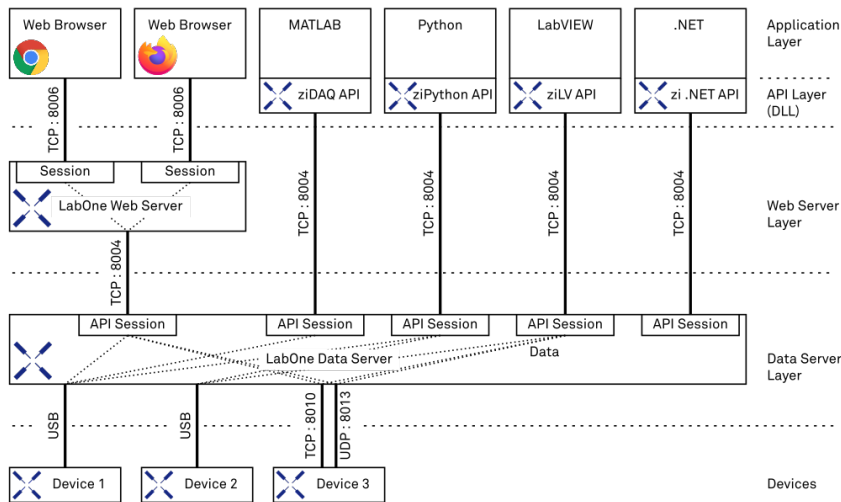 Web Browser
Web Browser
MATLAB
Python
LabVIEW
.NET
Application
Layer
ziDAQ API
ziPython API
ziLV API
zi .NET API
API Layer
(DLL)
TCP : 8006
TCP : 8006
Session
Session
LabOne Web Server
TCP : 8004
TCP : 8004
TCP : 8004
TCP : 8004
Web Server
Layer
TCP : 8004
API Session
API Session
API Session
API Session
API Session
LabOne Data Server
Data
Data Server
Layer
USB
USB
TCP : 8010
UDP : 8013
Device 1
Device 2
Device 3
Devices